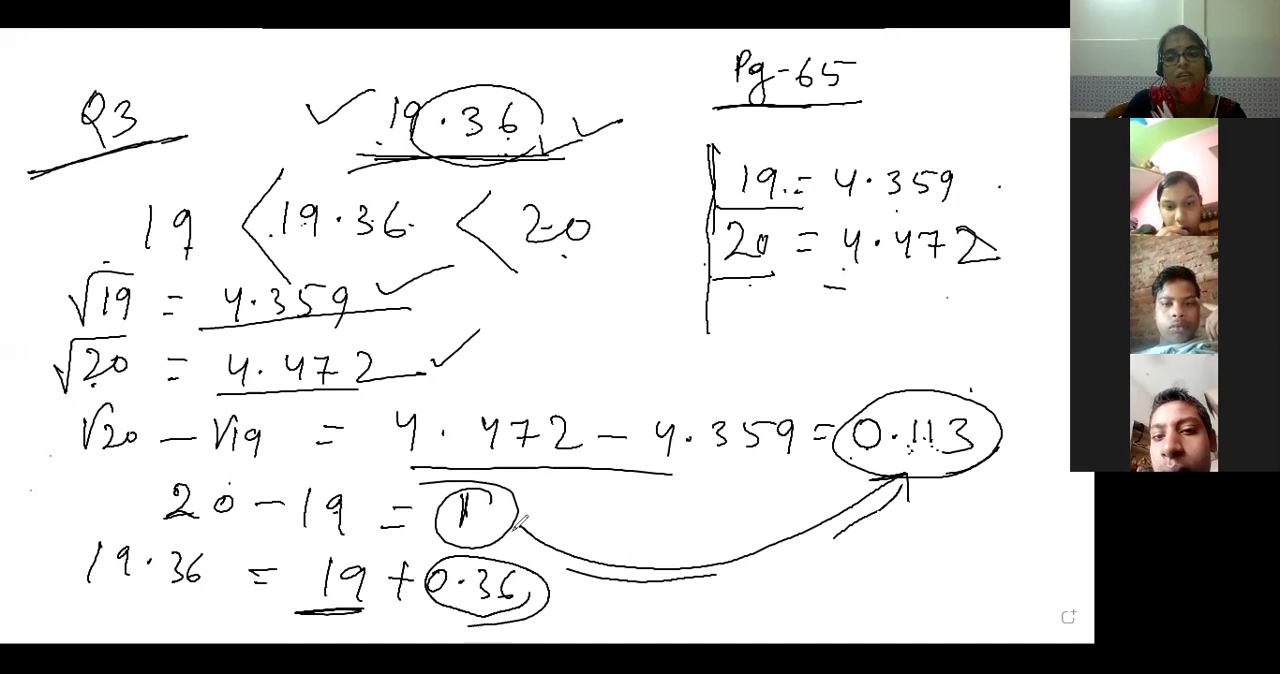 Q3
19.36
19 < 19.36 < 20
√19 = 4.359
√20 = 4.472
√20 - √19 = 4.472 - 4.359 = 0.113
20 - 19 = 1
19.36 = 19 + 0.36
Pg-65
19 = 4.359
20 = 4.472